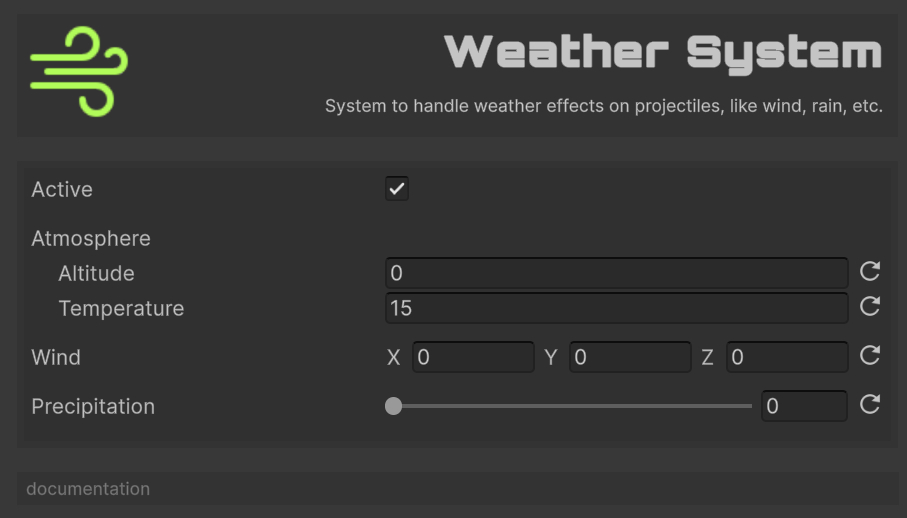 Weather System
System to handle weather effects on projectiles, like wind, rain, etc.
Active
Atmosphere
Altitude 0
Temperature 15
Wind X 0 Y 0 Z 0
Precipitation 0
documentation